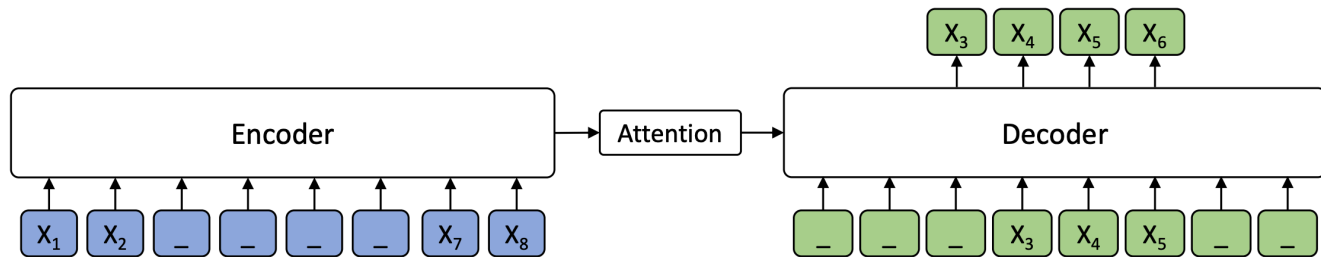 X₃ X₄ X₅ X₆
Encoder Attention Decoder
X₁ X₂ _ _ _ _ X₇ X₈ _ _ _ X₃ X₄ X₅ _ _